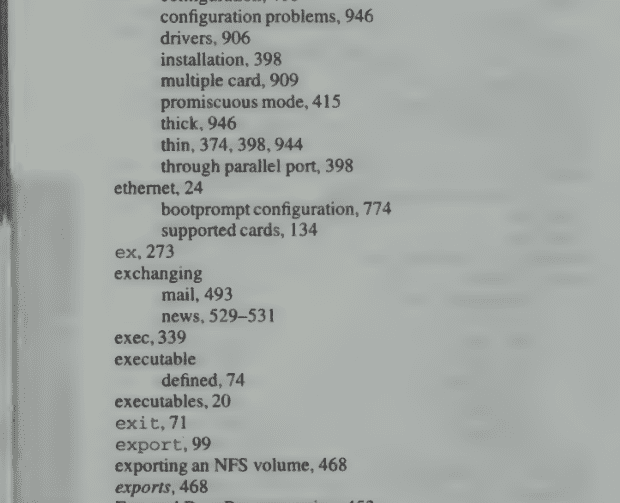 configuration problems, 946
drivers, 906
installation, 398
multiple card, 909
promiscuous mode, 415
thick, 946
thin, 374, 398, 944
through parallel port, 398
ethernet, 24
bootprompt configuration, 774
supported cards, 134
ex, 273
exchanging
mail, 493
news, 529–531
exec, 339
executable
defined, 74
executables, 20
exit, 71
export, 99
exporting an NFS volume, 468
exports, 468